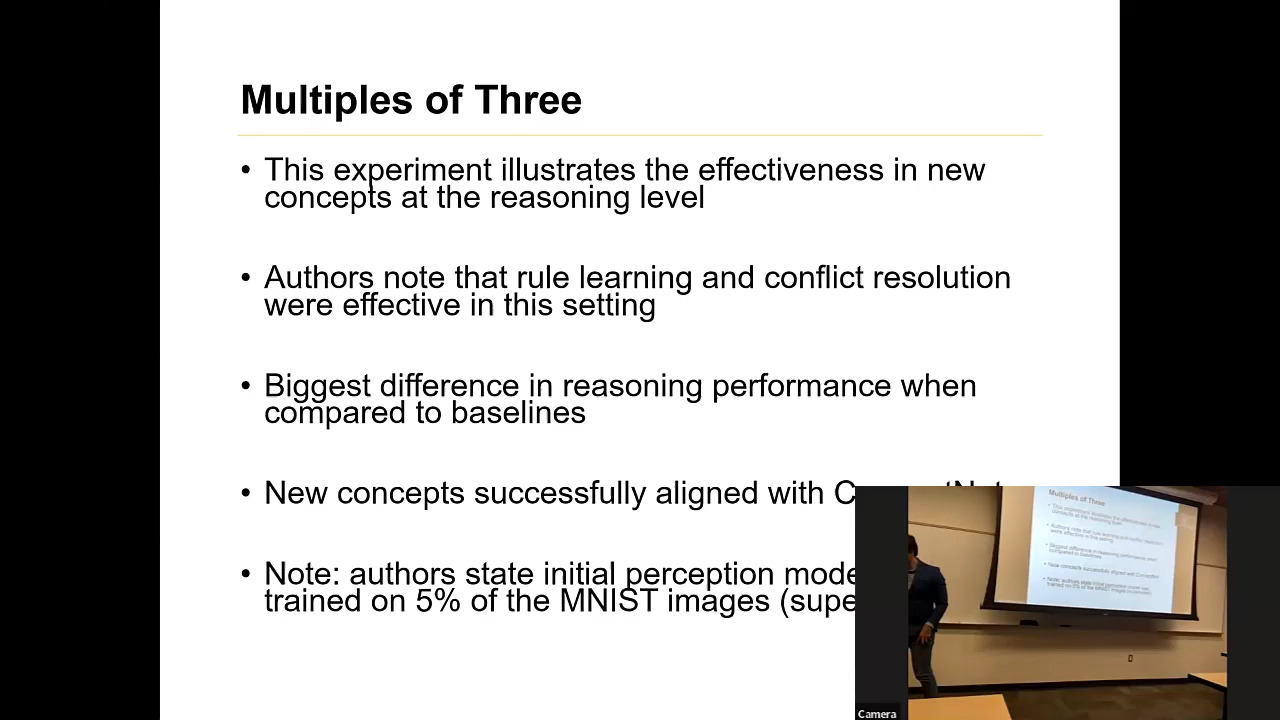 Multiples of Three
• This experiment illustrates the effectiveness in new
concepts at the reasoning level
• Authors note that rule learning and conflict resolution
were effective in this setting
• Biggest difference in reasoning performance when
compared to baselines
• New concepts successfully aligned with
• Note: authors state initial perception
trained on 5% of the MNIST images
Multiples of Three
Camera